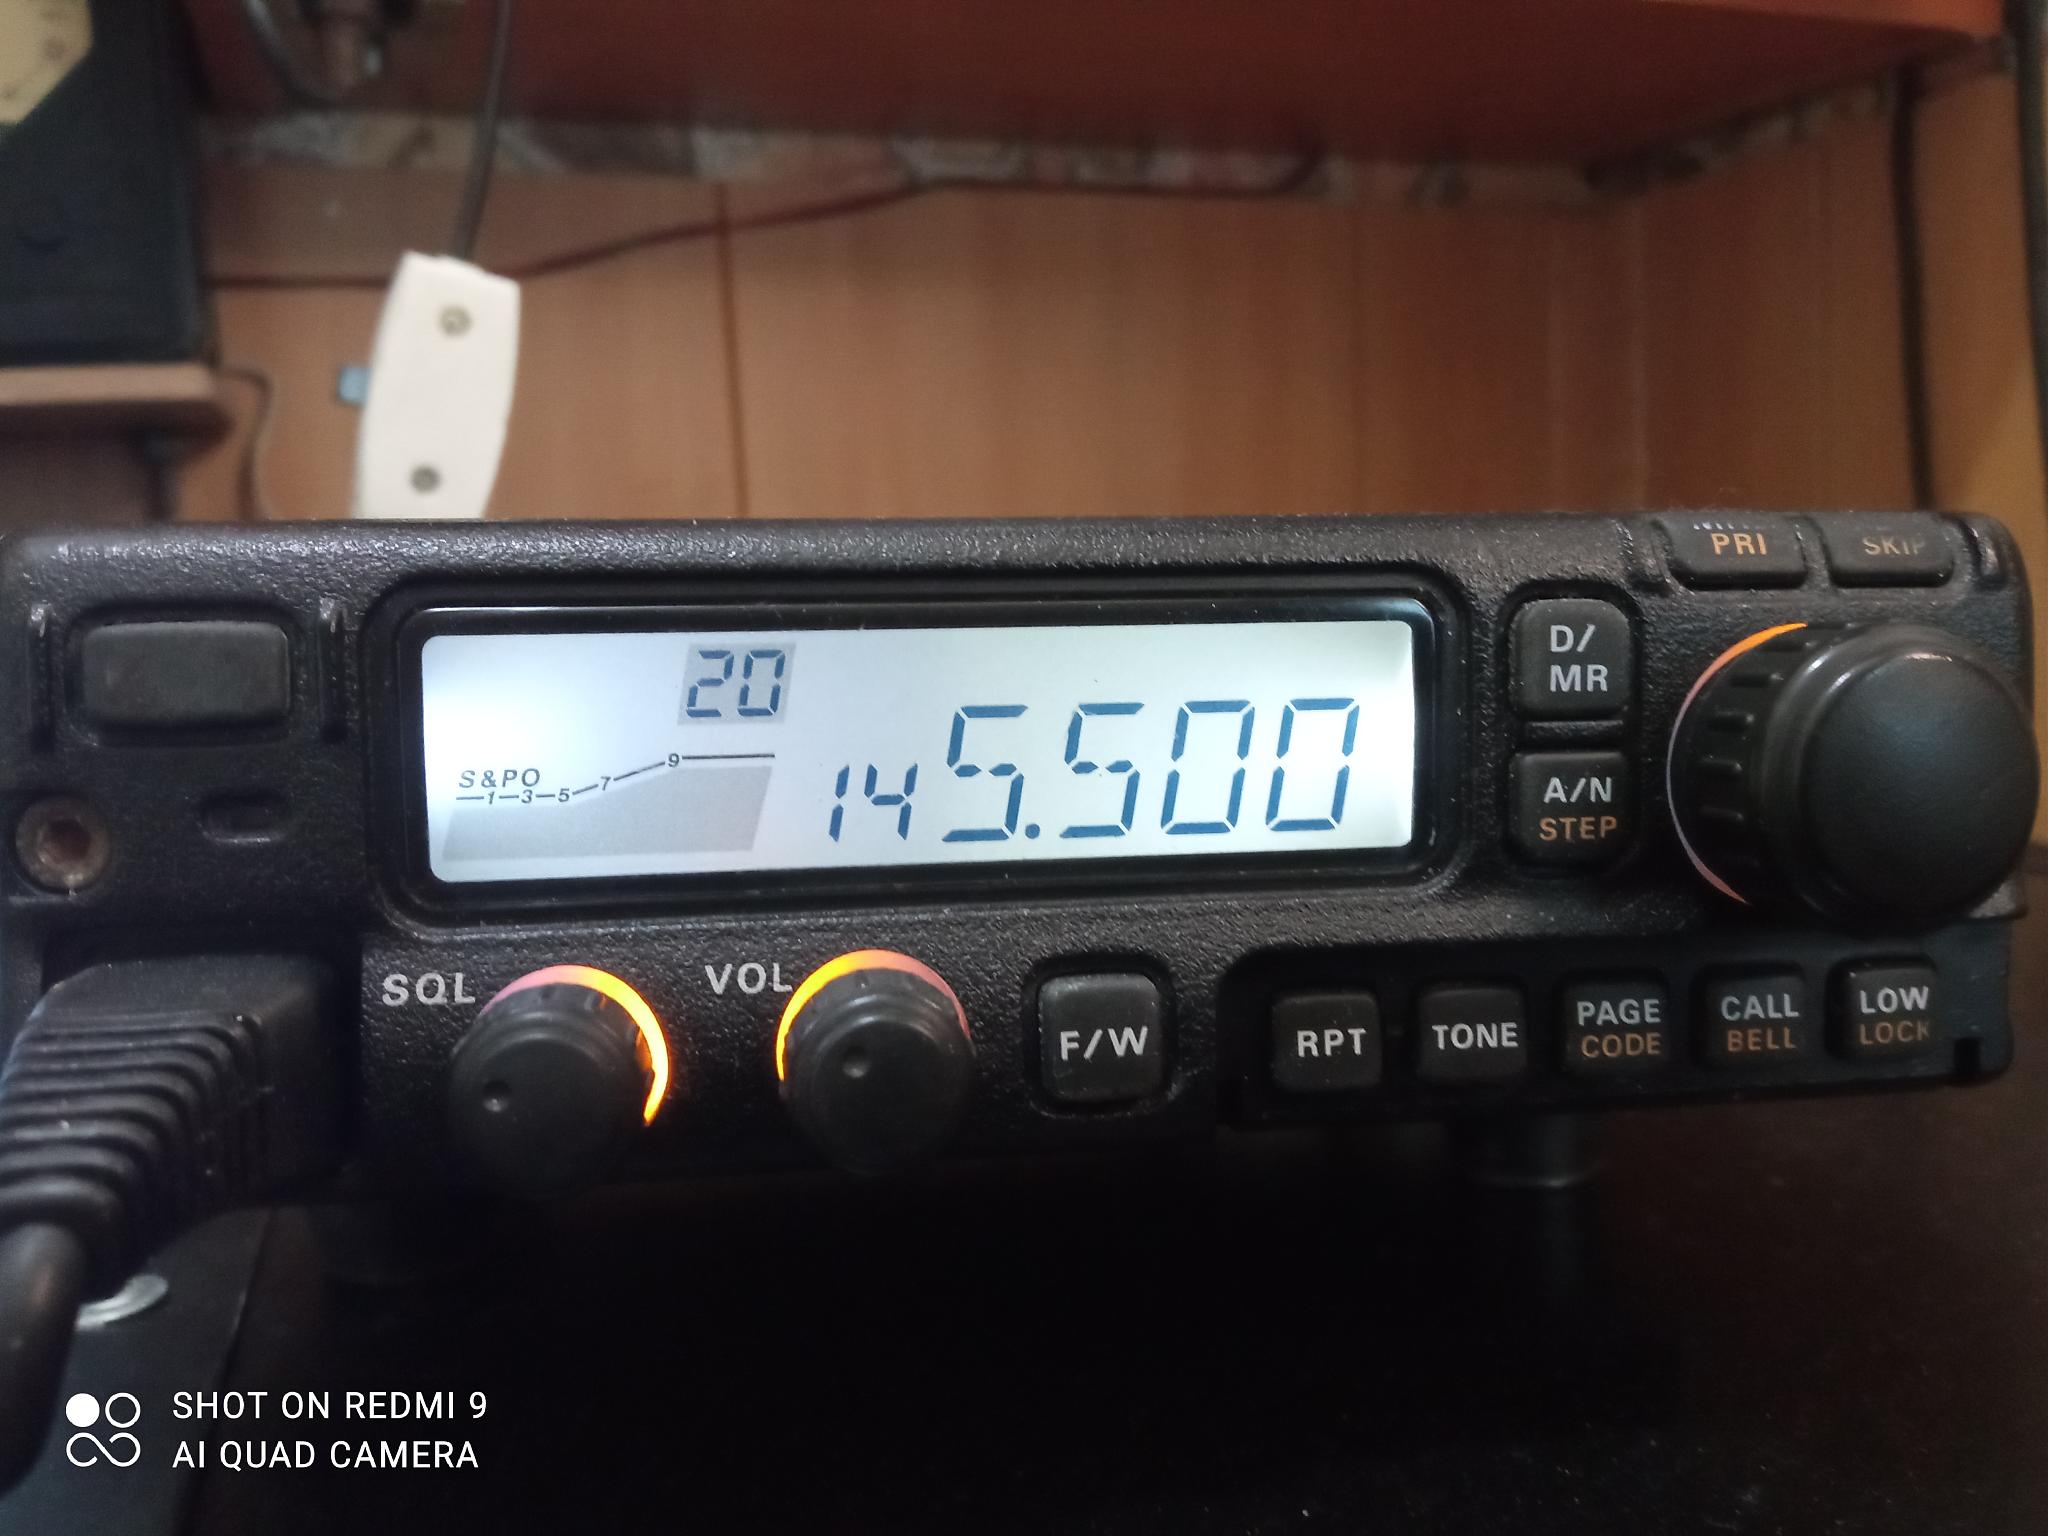 PRI
SKIP
20
D/
MR
S&PO
1 3 5 7 9
145.500
A/N
STEP
SQL
VOL
F/W
RPT
TONE
PAGE
CODE
CALL
BELL
LOW
LOCK
SHOT ON REDMI 9
AI QUAD CAMERA